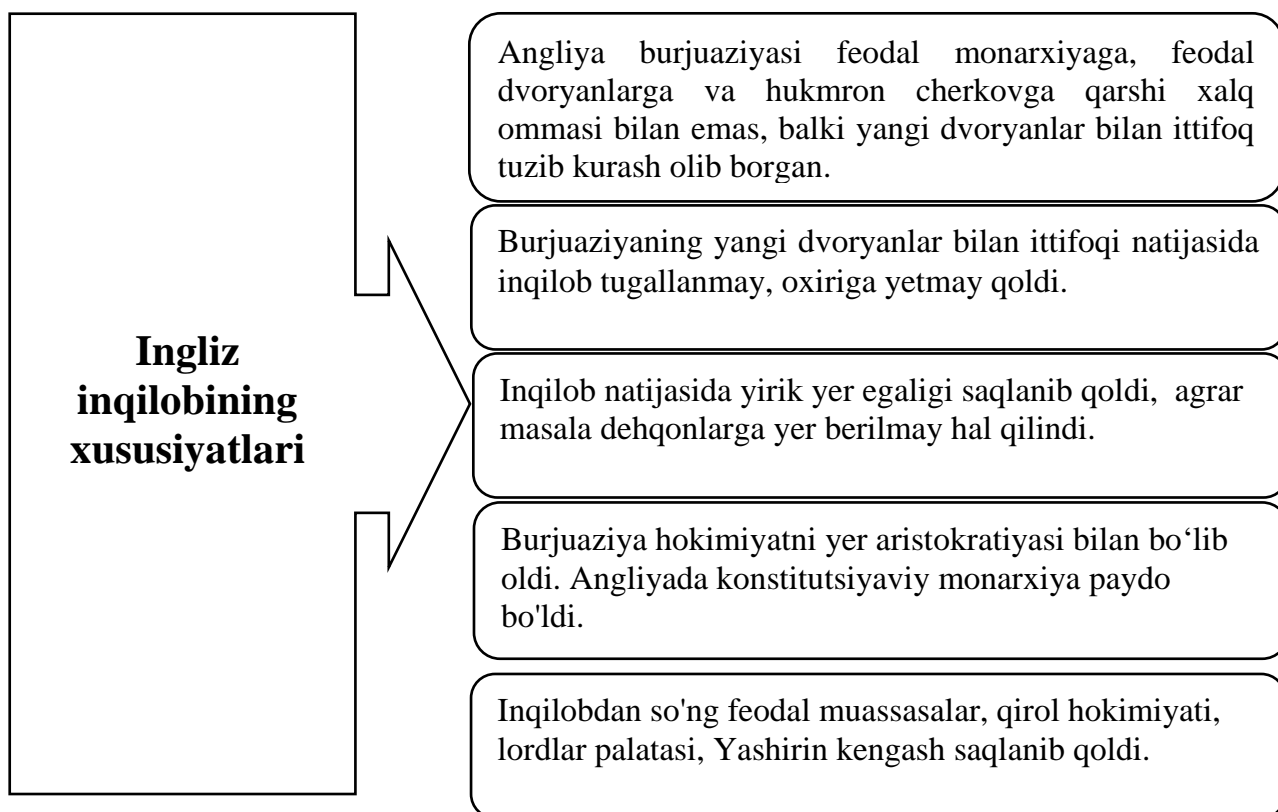 Ingliz
inqilobining
xususiyatlari
Angliya burjuaziyasi feodal monarxiyaga, feodal
dvoryanlarga va hukmron cherkovga qarshi xalq
ommasi bilan emas, balki yangi dvoryanlar bilan ittifoq
tuzib kurash olib borgan.
Burjuaziyaning yangi dvoryanlar bilan ittifoqi natijasida
inqilob tugallanmay, oxiriga yetmay qoldi.
Inqilob natijasida yirik yer egaligi saqlanib qoldi, agrar
masala dehqonlarga yer berilmay hal qilindi.
Burjuaziya hokimiyatni yer aristokratiyasi bilan bo‘lib
oldi. Angliyada konstitutsiyaviy monarxiya paydo
bo'ldi.
Inqilobdan so'ng feodal muassasalar, qirol hokimiyati,
lordlar palatasi, Yashirin kengash saqlanib qoldi.